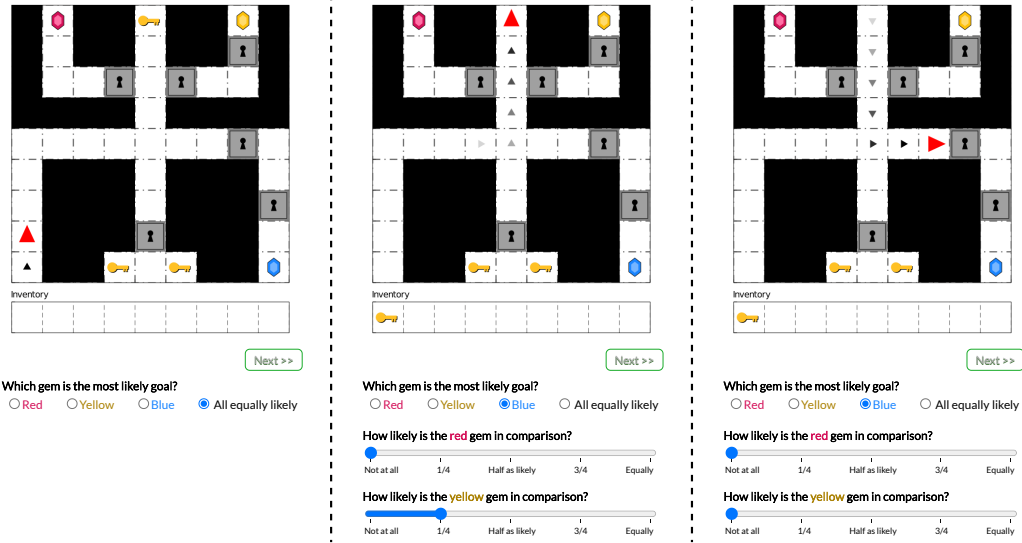 Inventory
Next >>
Which gem is the most likely goal?
Red Yellow Blue All equally likely
Inventory
Next >>
Which gem is the most likely goal?
Red Yellow Blue All equally likely
How likely is the red gem in comparison?
Not at all 1/4 Half as likely 3/4 Equally
How likely is the yellow gem in comparison?
Not at all 1/4 Half as likely 3/4 Equally
Inventory
Next >>
Which gem is the most likely goal?
Red Yellow Blue All equally likely
How likely is the red gem in comparison?
Not at all 1/4 Half as likely 3/4 Equally
How likely is the yellow gem in comparison?
Not at all 1/4 Half as likely 3/4 Equally